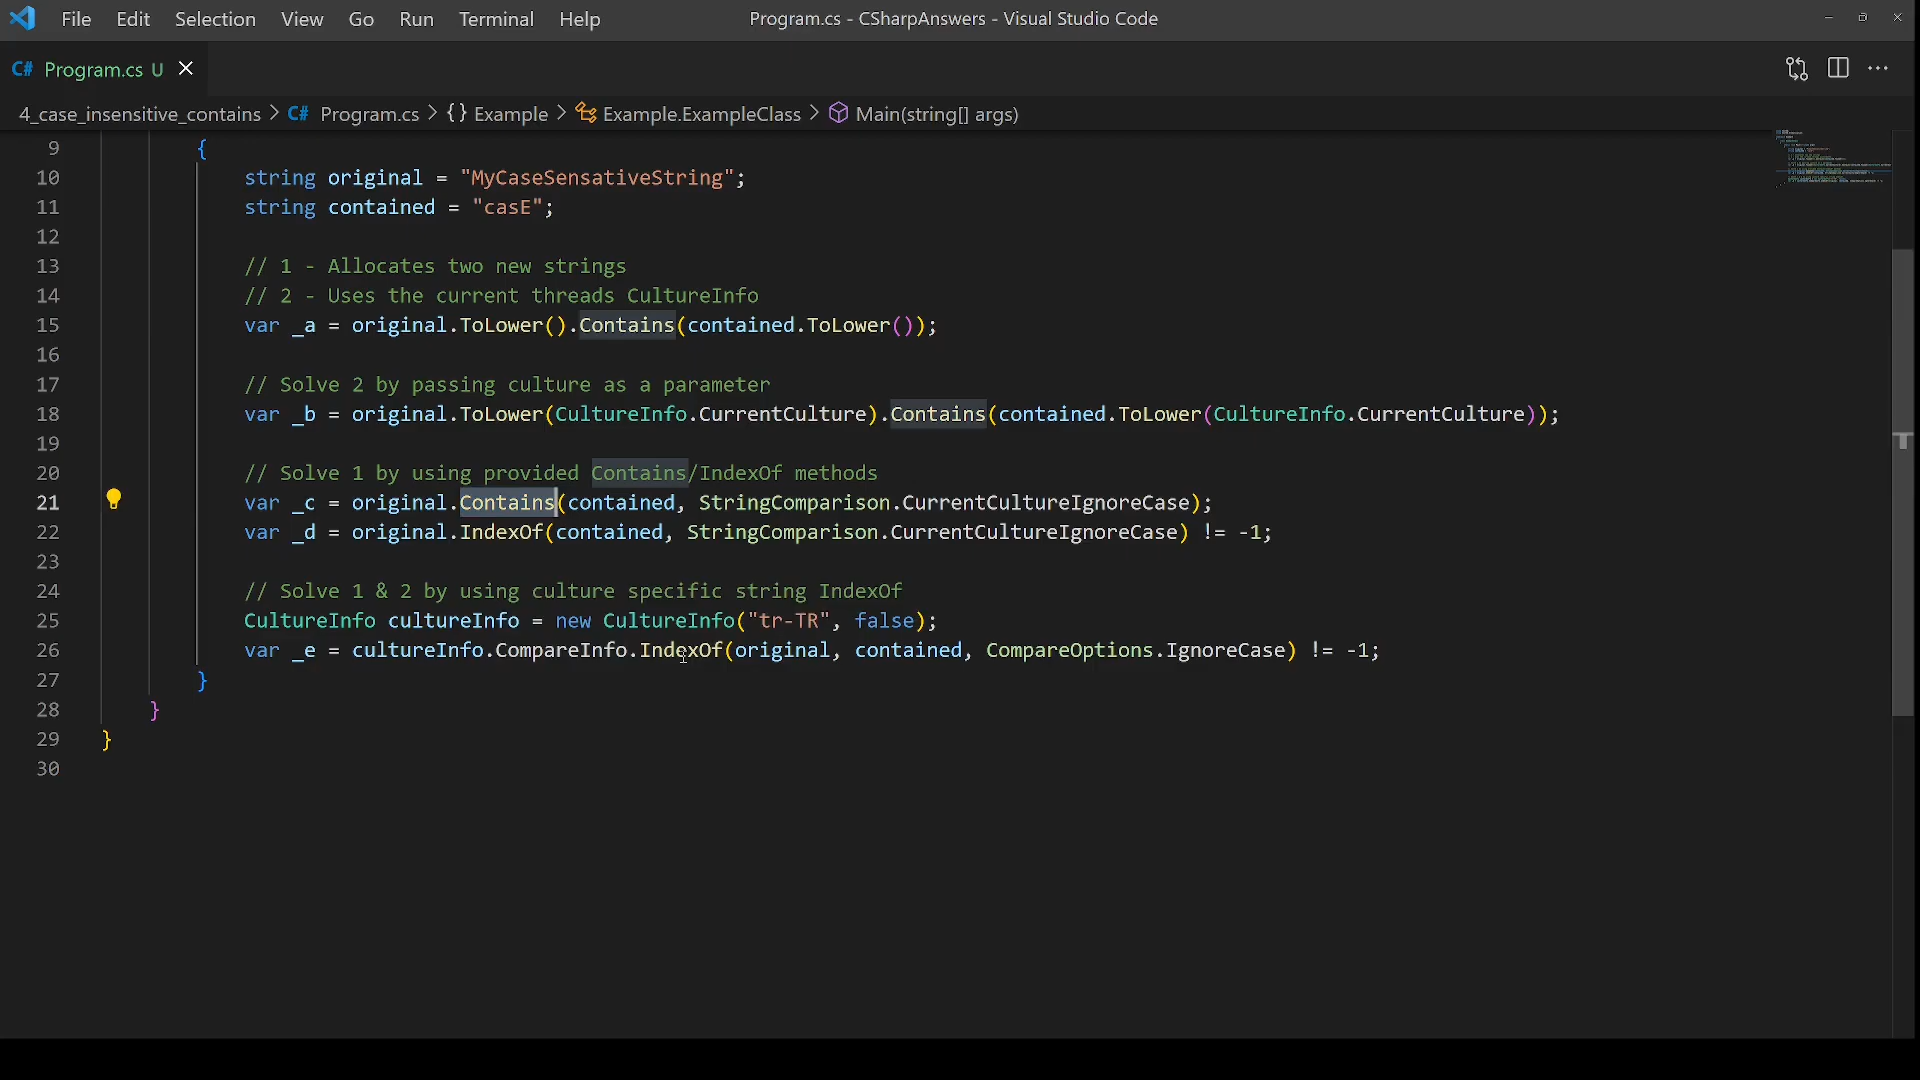 File Edit Selection View Go Run Terminal Help Program.cs - CSharpAnswers - Visual Studio Code
C# Program.cs U
4_case_insensitive_contains > C# Program.cs > {} Example > Example.ExampleClass > Main(string[] args)
9 {
10 string original = "MyCaseSensativeString";
11 string contained = "casE";
12
13 // 1 - Allocates two new strings
14 // 2 - Uses the current threads CultureInfo
15 var _a = original.ToLower().Contains(contained.ToLower());
16
17 // Solve 2 by passing culture as a parameter
18 var _b = original.ToLower(CultureInfo.CurrentCulture).Contains(contained.ToLower(CultureInfo.CurrentCulture));
19
20 // Solve 1 by using provided Contains/IndexOf methods
21 var _c = original.Contains(contained, StringComparison.CurrentCultureIgnoreCase);
22 var _d = original.IndexOf(contained, StringComparison.CurrentCultureIgnoreCase) != -1;
23
24 // Solve 1 & 2 by using culture specific string IndexOf
25 CultureInfo cultureInfo = new CultureInfo("tr-TR", false);
26 var _e = cultureInfo.CompareInfo.IndexOf(original, contained, CompareOptions.IgnoreCase) != -1;
27 }
28 }
29 }
30